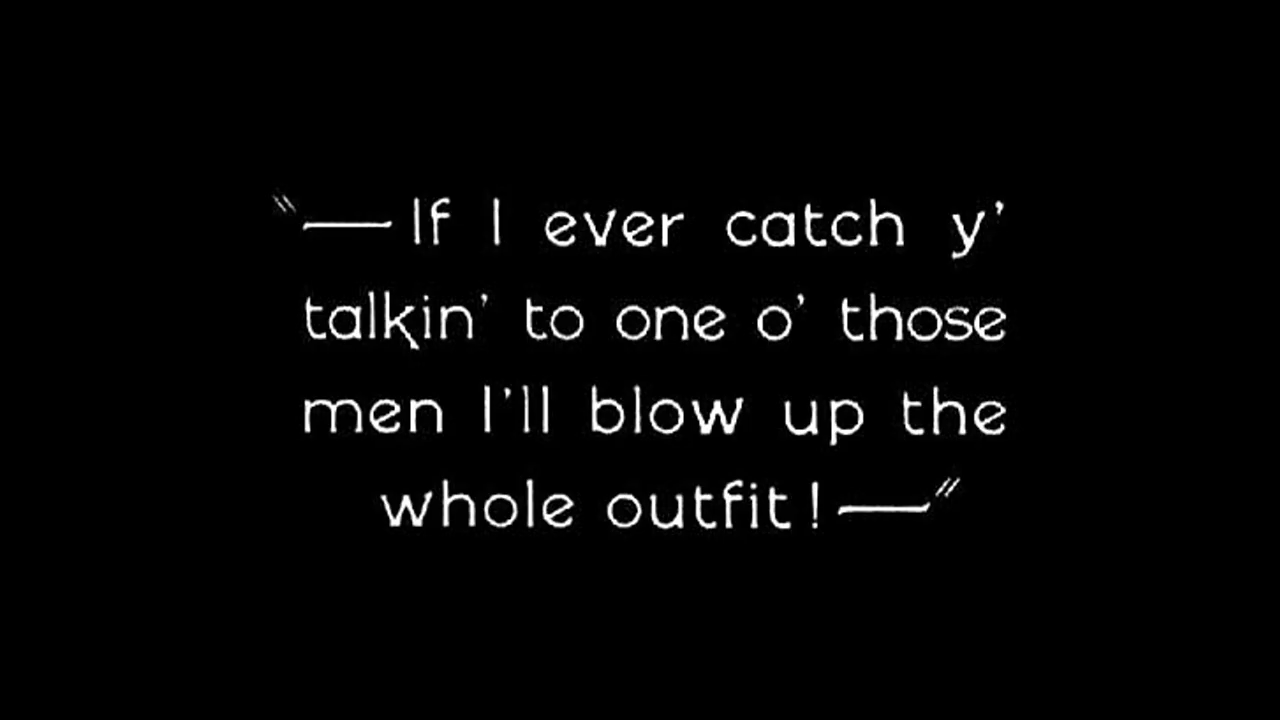 "—If I ever catch y'
talkin' to one o' those
men I'll blow up the
whole outfit!—"